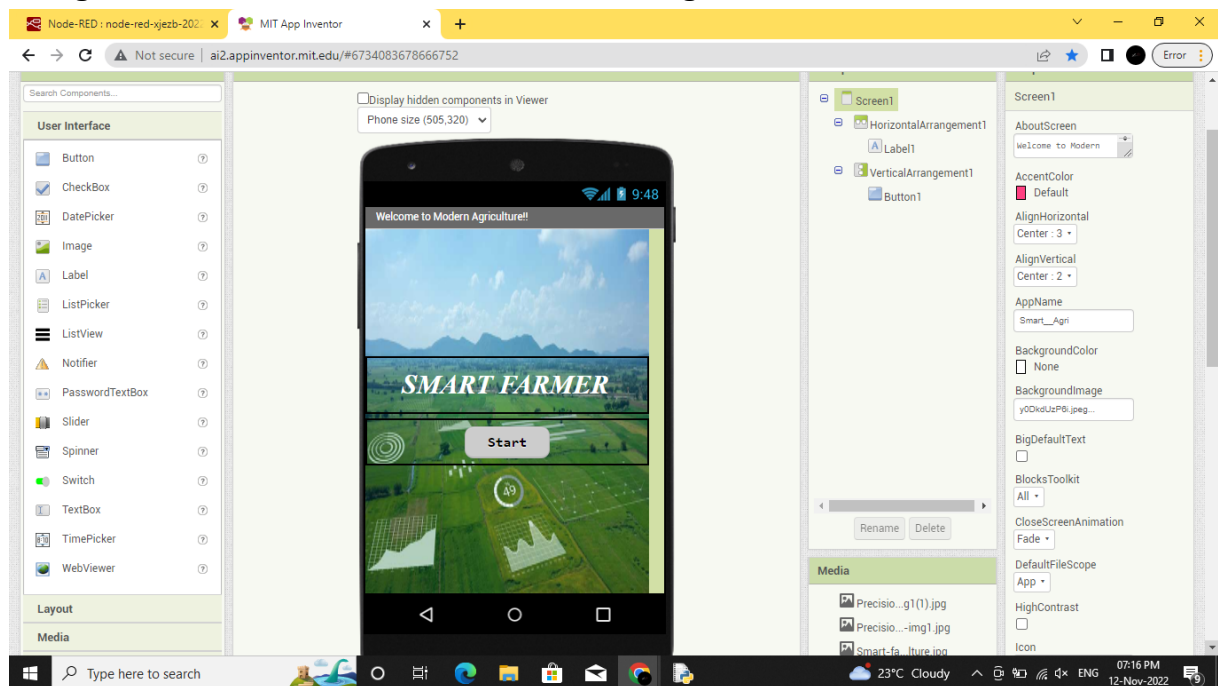 Node-RED : node-red-xjezb-202
MIT App Inventor
Not secure
ai2.appinventor.mit.edu/#6734083678666752
Error
Search Components...
User Interface
Button
CheckBox
DatePicker
Image
Label
ListPicker
ListView
Notifier
PasswordTextBox
Slider
Spinner
Switch
TextBox
TimePicker
WebViewer
Layout
Media
Display hidden components in Viewer
Phone size (505,320)
9:48
Welcome to Modern Agriculture!!
SMART FARMER
Start
49
Screen1
HorizontalArrangement1
Label1
VerticalArrangement1
Button1
Rename Delete
Media
Precisio...g1(1).jpg
Precisio...-img1.jpg
Smart-fa...lture.jpg
Screen1
AboutScreen
Welcome to Modern
AccentColor
Default
AlignHorizontal
Center : 3
AlignVertical
Center : 2
AppName
Smart__Agri
BackgroundColor
None
BackgroundImage
y0DkdUzP6i.jpeg...
BigDefaultText
BlocksToolkit
All
CloseScreenAnimation
Fade
DefaultFileScope
App
HighContrast
Icon
Type here to search
23°C Cloudy
ENG
07:16 PM
12-Nov-2022